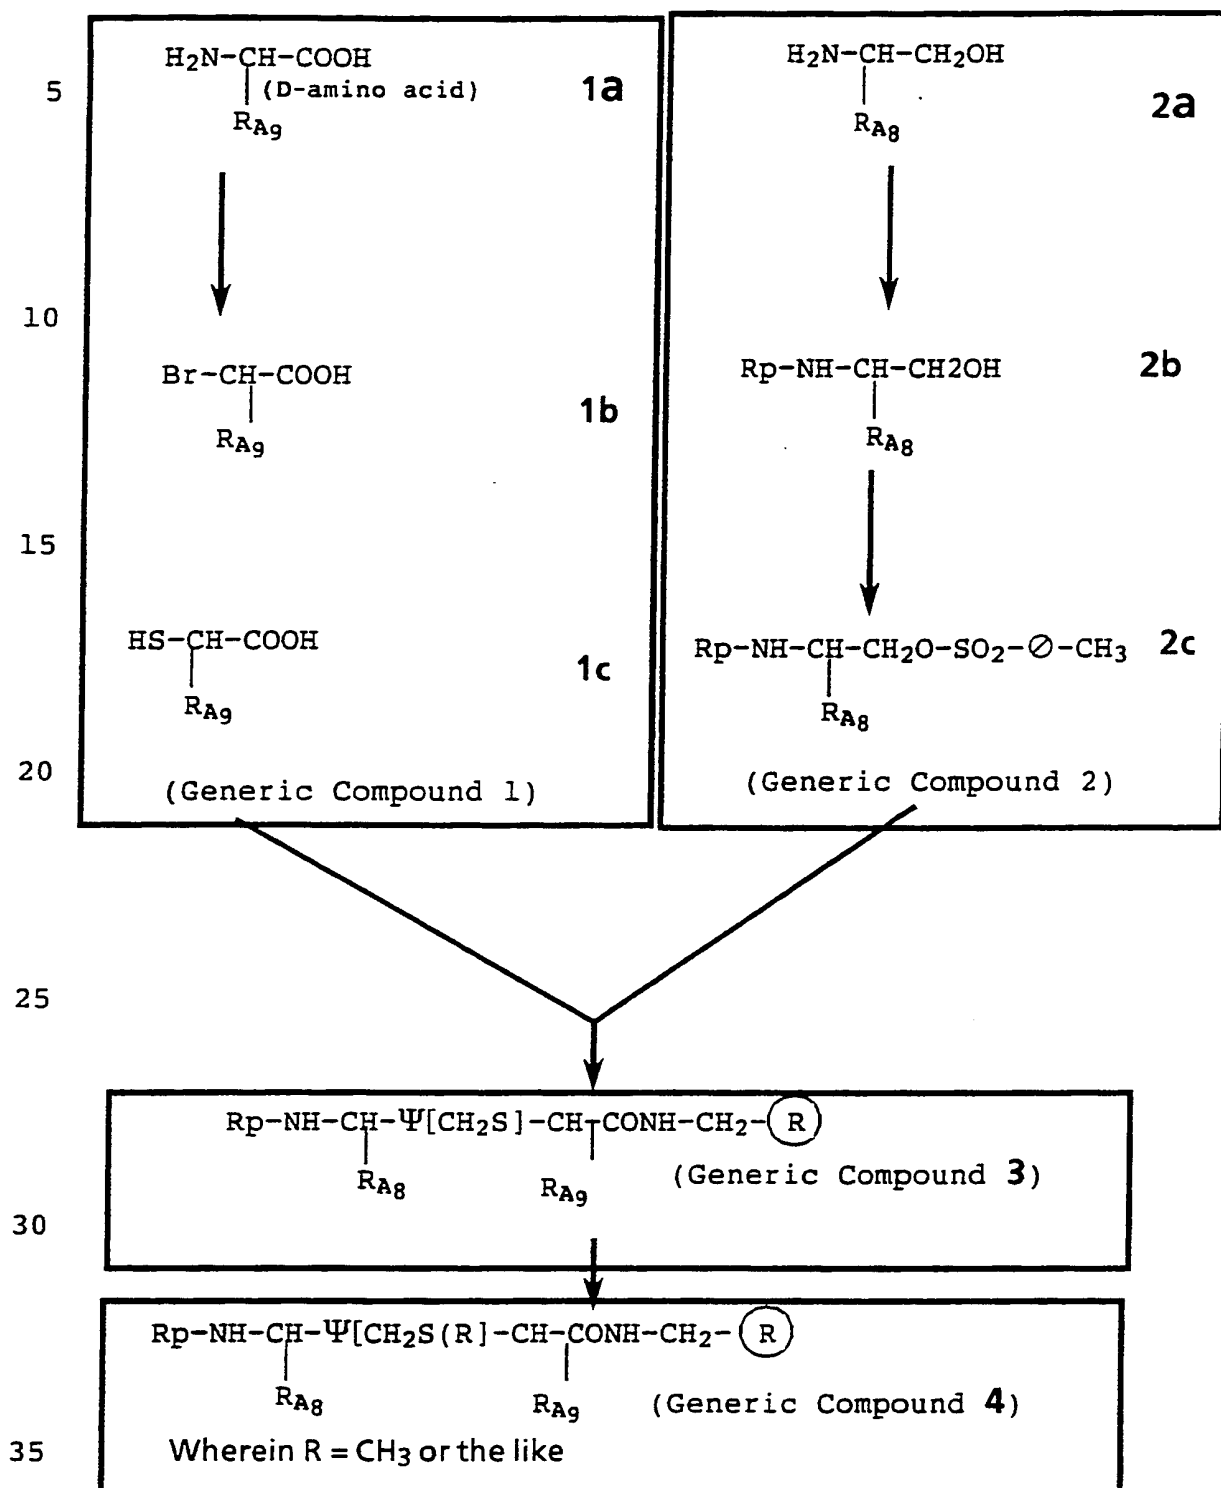 H2N-CH-COOH
(D-amino acid)
RA9
1a
Br-CH-COOH
RA9
1b
HS-CH-COOH
RA9
1c
(Generic Compound 1)
H2N-CH-CH2OH
RA8
2a
Rp-NH-CH-CH2OH
RA8
2b
Rp-NH-CH-CH2O-SO2-∅-CH3
RA8
2c
(Generic Compound 2)
Rp-NH-CH-Ψ[CH2S]-CH-CONH-CH2-R
RA8
RA9
(Generic Compound 3)
Rp-NH-CH-Ψ[CH2S(R]-CH-CONH-CH2-R
RA8
RA9
(Generic Compound 4)
Wherein R = CH3 or the like
5
10
15
20
25
30
35